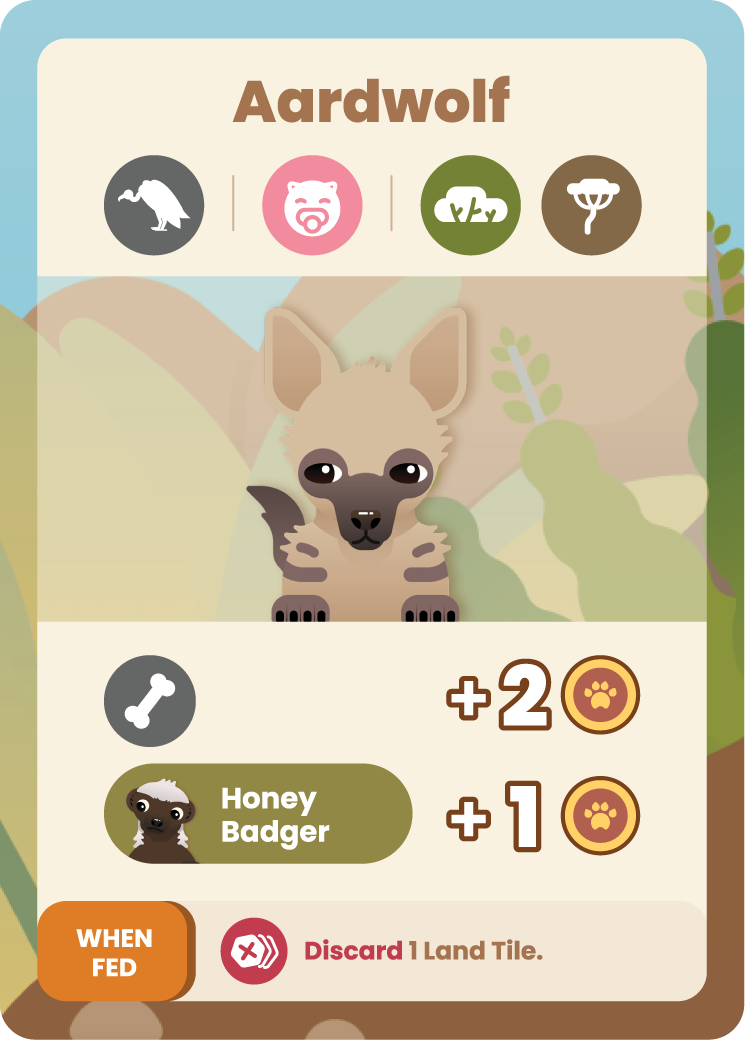 Aardwolf
+2
Honey
Badger
+1
WHEN
FED
Discard 1 Land Tile.